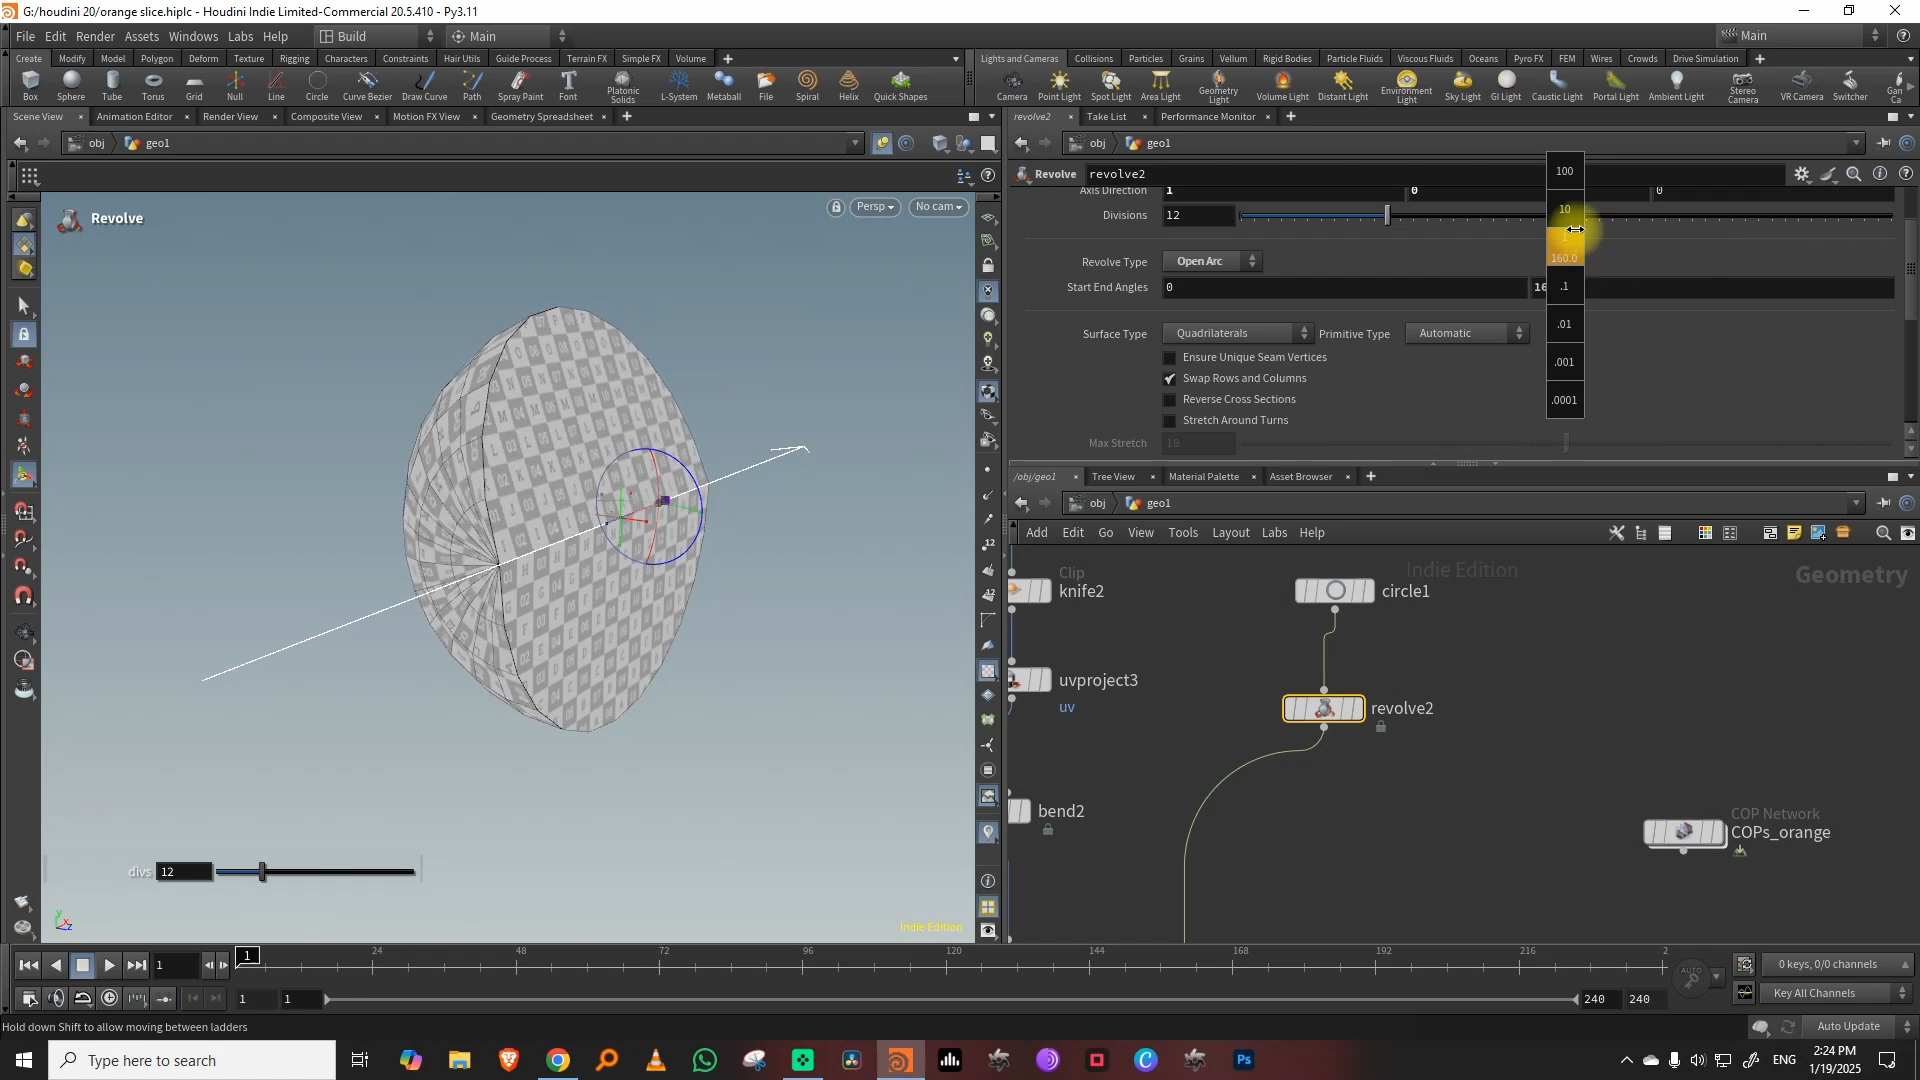 G:/houdini 20/orange slice.hiplc - Houdini Indie Limited-Commercial 20.5.410 - Py3.11
File Edit Render Assets Windows Labs Help Build Main Main
Create Modify Model Polygon Deform Texture Rigging Characters Constraints Hair Utils Guide Process Terrain FX Simple FX Volume
Lights and Cameras Collisions Particles Grains Vellum Rigid Bodies Particle Fluids Viscous Fluids Oceans Pyro FX FEM Wires Crowds Drive Simulation
Box Sphere Tube Torus Grid Null Line Circle Curve Bezier Draw Curve Path Spray Paint Font Platonic Solids L-System Metaball File Spiral Helix Quick Shapes
Camera Point Light Spot Light Area Light Geometry Light Volume Light Distant Light Environment Light Sky Light GI Light Caustic Light Portal Light Ambient Light Stereo Camera VR Camera Switcher
Scene View Animation Editor Render View Composite View Motion FX View Geometry Spreadsheet
revolve2 Take List Performance Monitor
obj geo1
obj geo1
Revolve revolve2
Revolve
Persp No cam
Axis Direction 1 0 0
Divisions 12
Revolve Type Open Arc
Start End Angles 0 16
Surface Type Quadrilaterals Primitive Type Automatic
Ensure Unique Seam Vertices
Swap Rows and Columns
Reverse Cross Sections
Stretch Around Turns
Max Stretch 10
100
10
1
160.0
.1
.01
.001
.0001
/obj/geo1 Tree View Material Palette Asset Browser
obj geo1
Add Edit Go View Tools Layout Labs Help
Indie Edition
Geometry
Clip
knife2
circle1
uvproject3
uv
revolve2
bend2
COP Network
COPs_orange
divs 12
Indie Edition
1 24 48 72 96 120 144 168 192 216 2
1
0 keys, 0/0 channels
AUTO
1 1 240 240
Key All Channels
Hold down Shift to allow moving between ladders
Auto Update
Type here to search
ENG
2:24 PM
1/19/2025